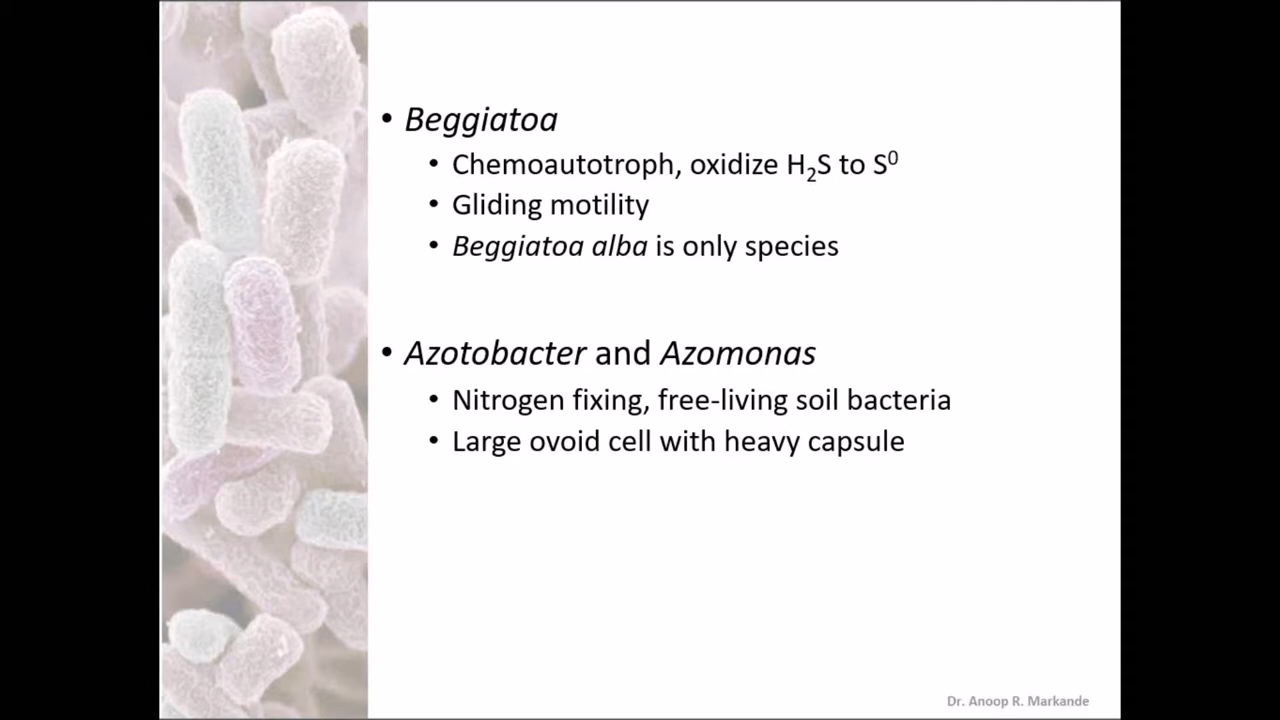 • Beggiatoa
• Chemoautotroph, oxidize H₂S to S⁰
• Gliding motility
• Beggiatoa alba is only species
• Azotobacter and Azomonas
• Nitrogen fixing, free-living soil bacteria
• Large ovoid cell with heavy capsule
Dr. Anoop R. Markande